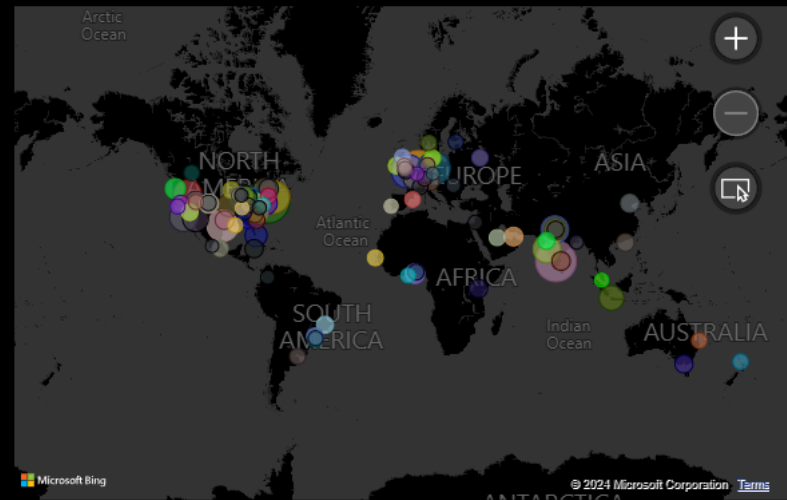 Arctic
Ocean
NORTH
AMERICA
EUROPE
ASIA
Atlantic
Ocean
AFRICA
SOUTH
AMERICA
Indian
Ocean
AUSTRALIA
Microsoft Bing
© 2024 Microsoft Corporation Terms
ANTARCTICA